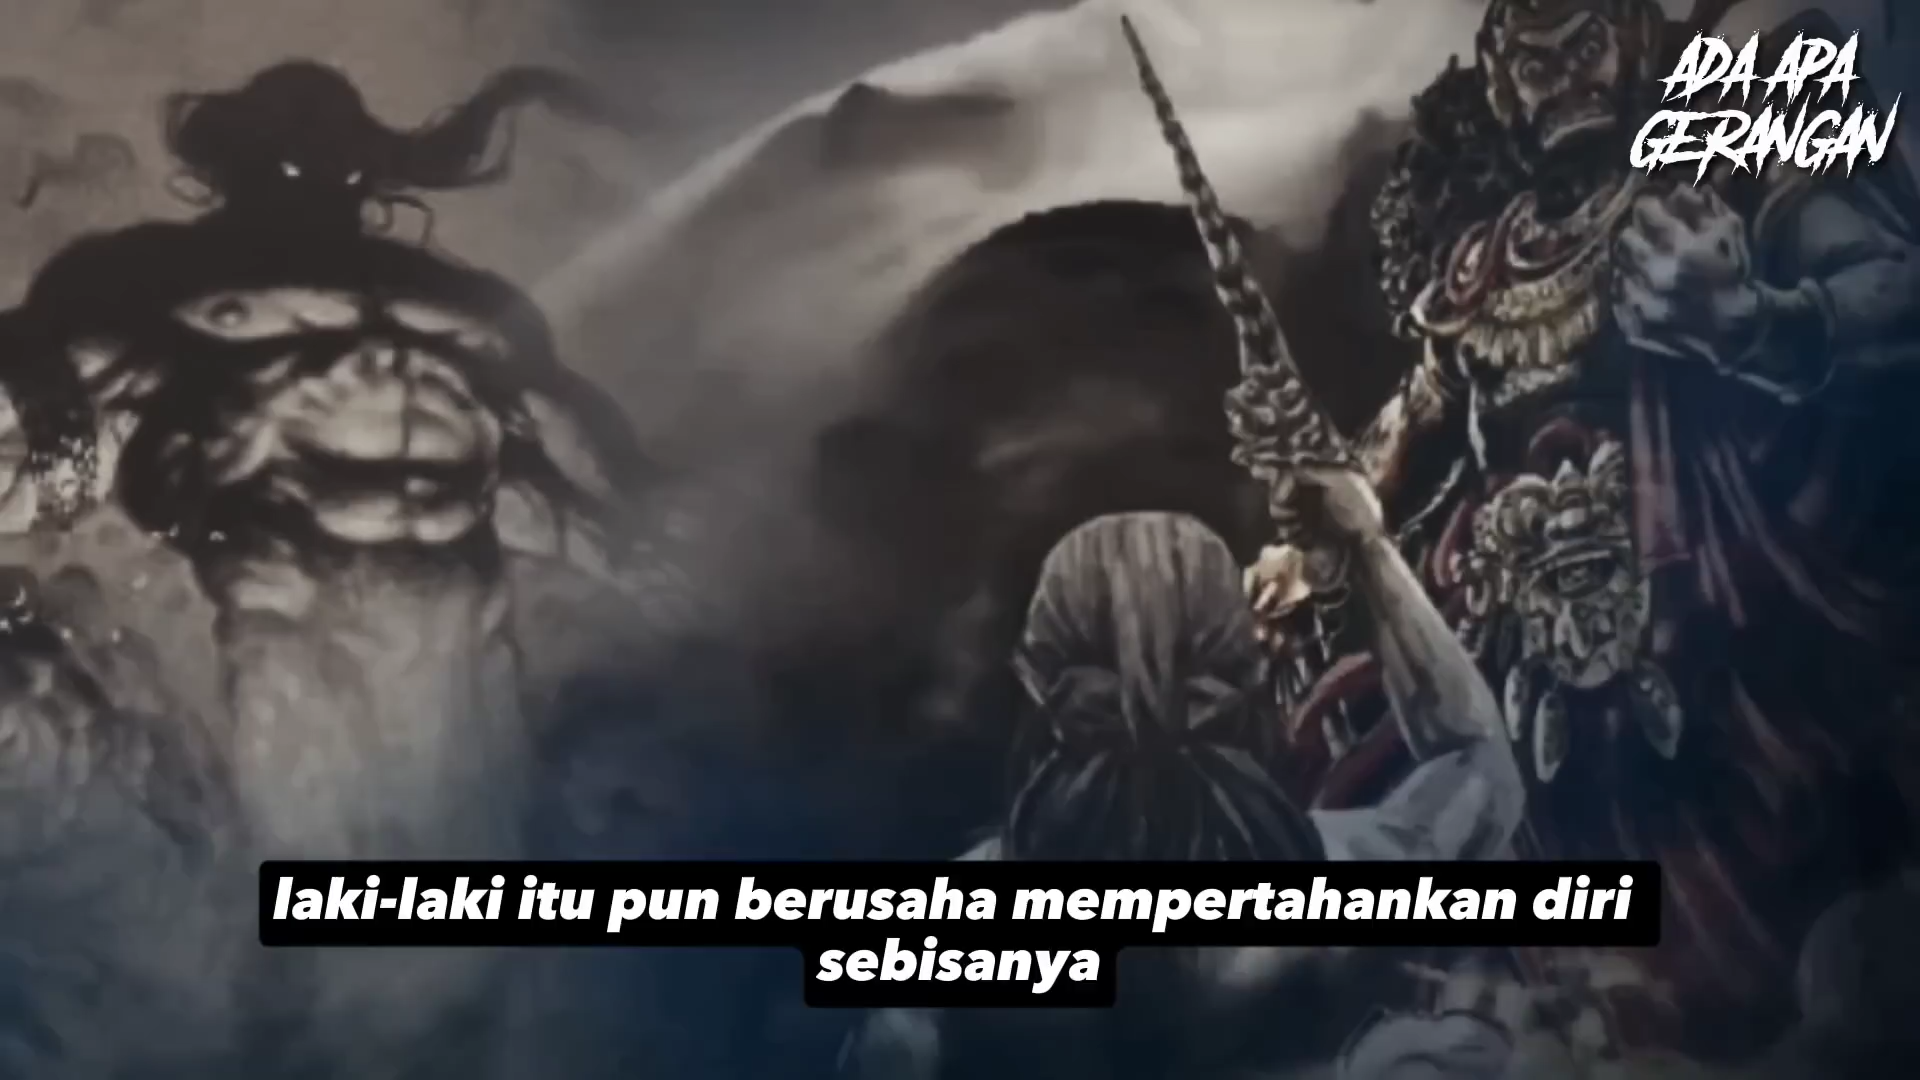 ADA APA
GERANGAN
laki-laki itu pun berusaha mempertahankan diri
sebisanya